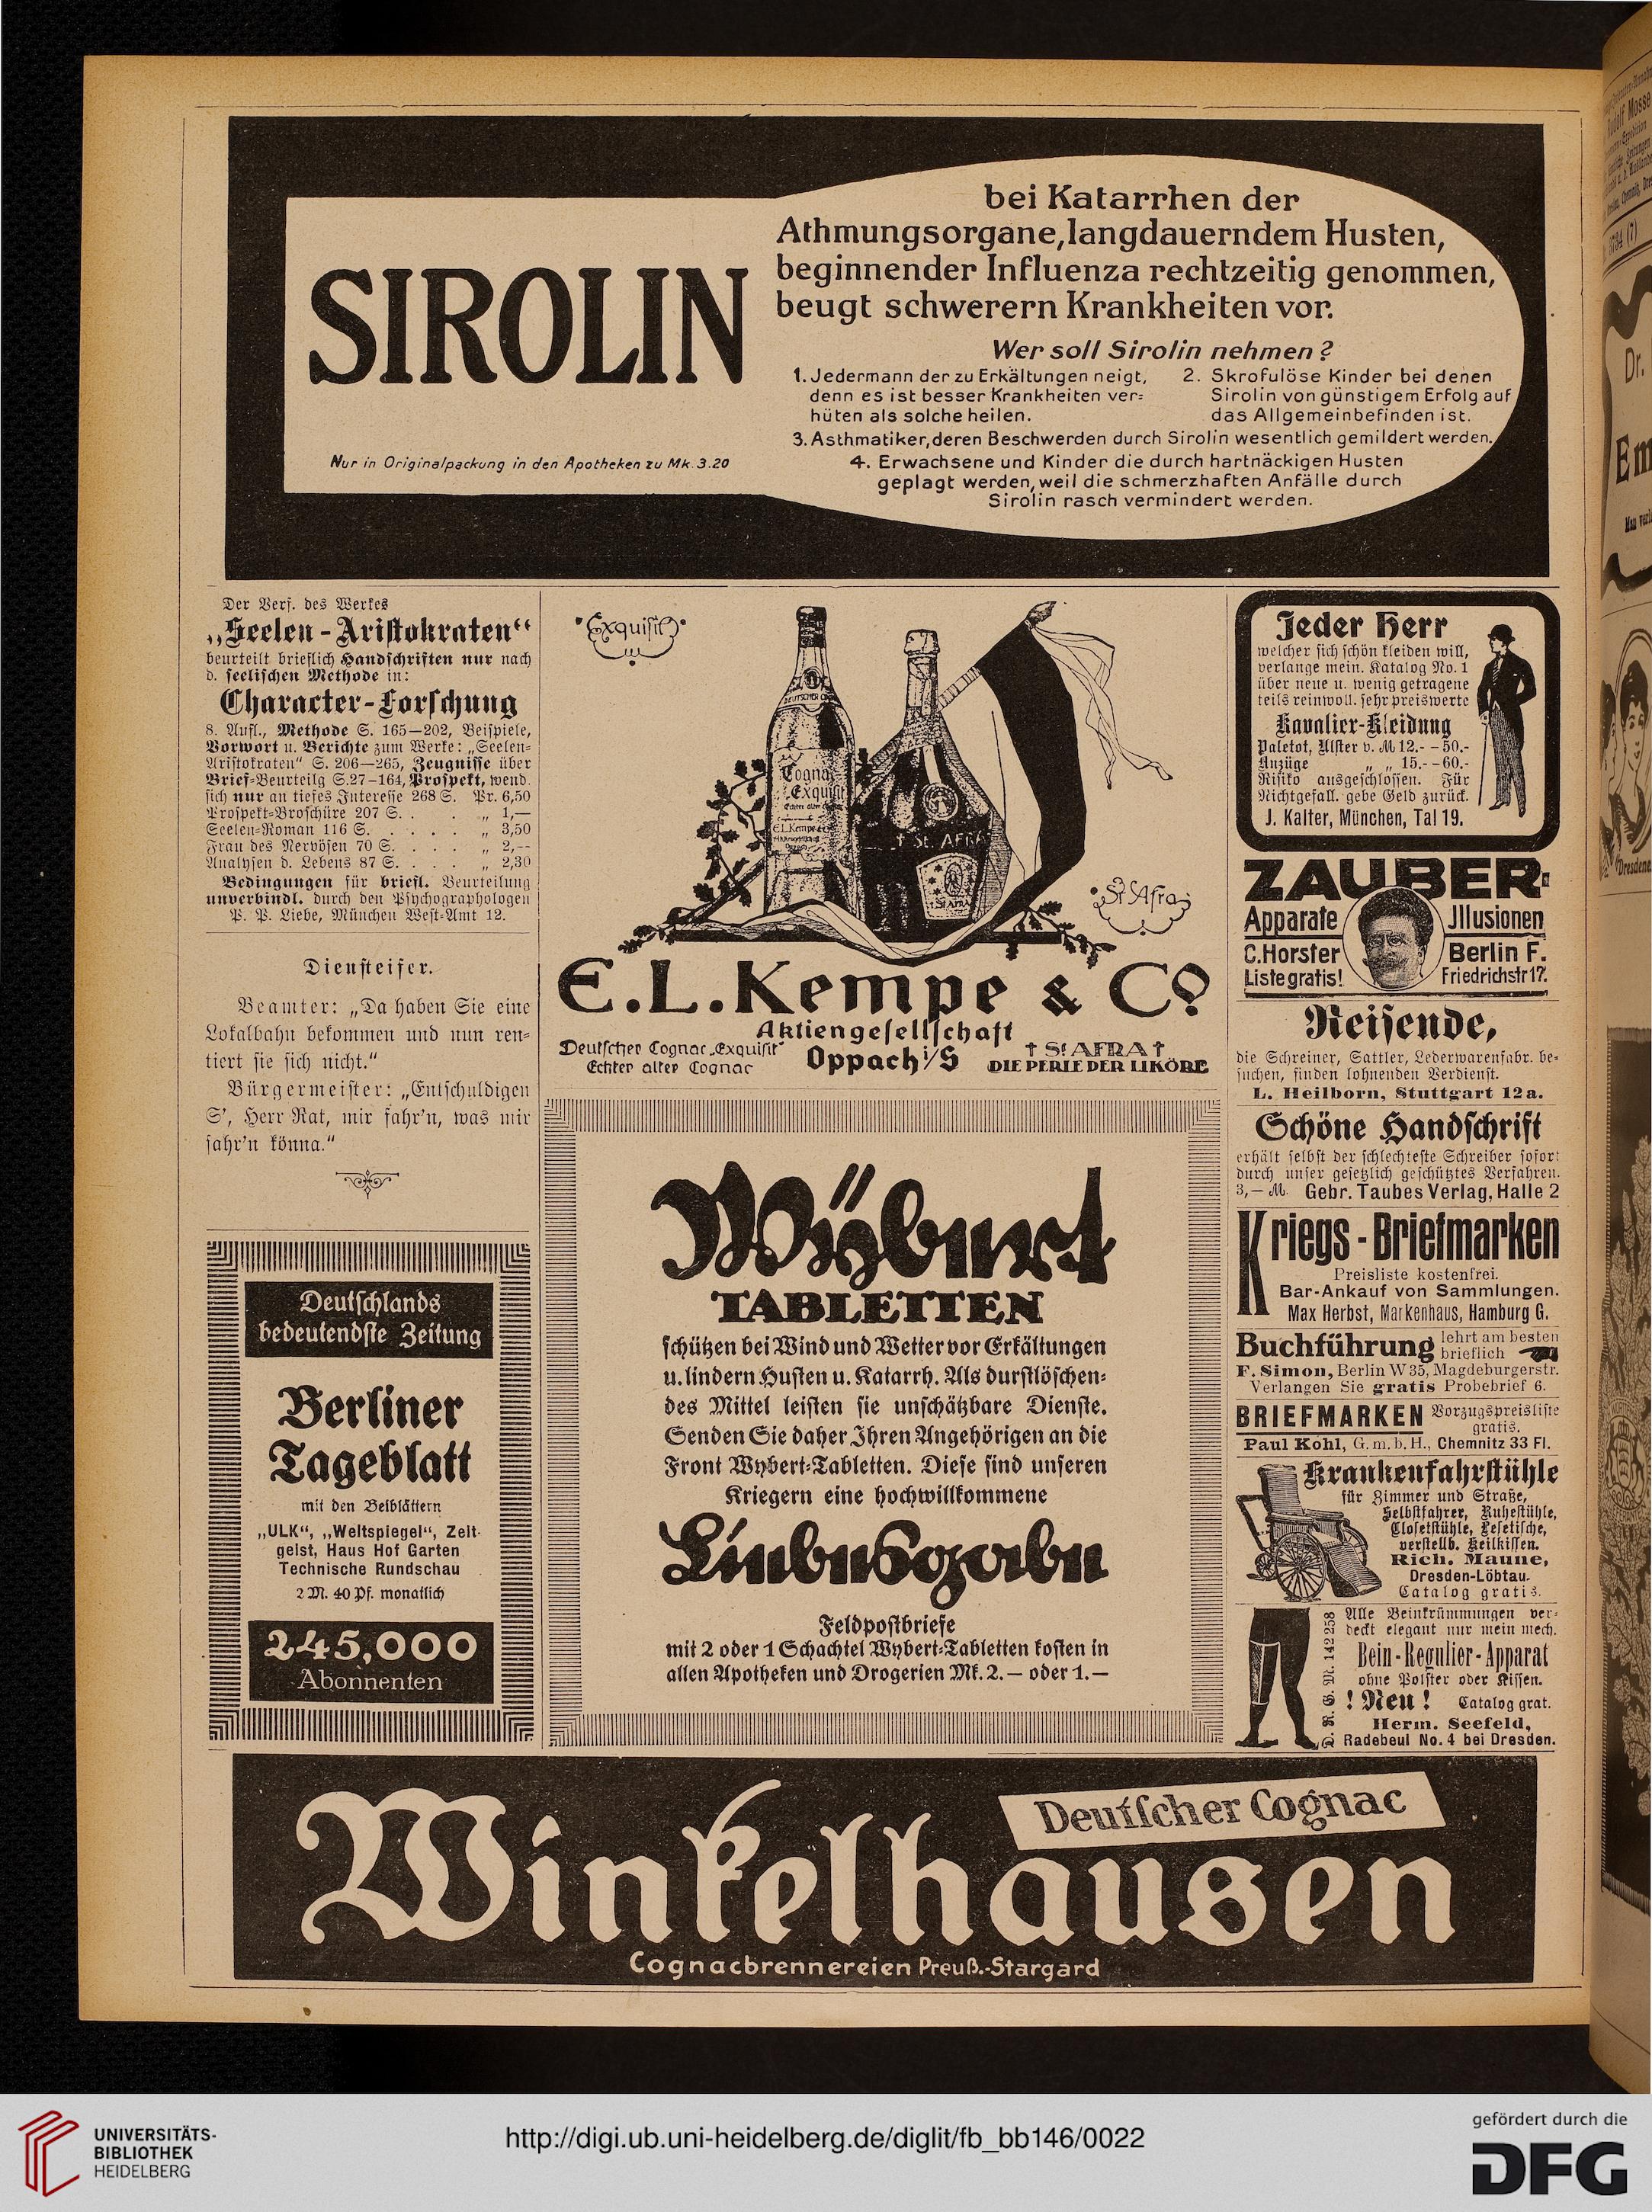 SIROLIN
Nur in Originalpackung in den Apotheken zu Mk. 3.20
bei Katarrhen der
Athmungsorgane, langdauerndem Husten,
beginnender Influenza rechtzeitig genommen,
beugt schwerern Krankheiten vor.
Wer soll Sirolin nehmen?
1. Jedermann der zu Erkältungen neigt,
denn es ist besser Krankheiten ver=
hüten als solche heilen.
2. Skrofulöse Kinder bei denen
Sirolin von günstigem Erfolg auf
das Allgemeinbefinden ist.
3. Asthmatiker, deren Beschwerden durch Sirolin wesentlich gemildert werden.
4. Erwachsene und Kinder die durch hartnäckigen Husten
geplagt werden, weil die schmerzhaften Anfälle durch
Sirolin rasch vermindert werden.
Der Verf. des Werkes
„Seelen-Aristokraten“
beurteilt brieflich Handschriften nur nach
d. seelischen Methode in:
Character-Forschung
8. Aufl., Methode S. 165—202, Beispiele,
Vorwort u. Berichte zum Werke: „Seelen=
Aristokraten“ S. 206—265, Zeugnisse über
Brief=Beurteilg S. 27–164, Prospekt, wend.
sich nur an tiefes Interesse 268 S. Pr. 6,50
Prospekt=Broschüre 207 S. . . „ 1,—
Seelen=Roman 116 S. . . . . „ 3,50
Frau des Nervösen 70 S. . . . „ 2,--
Analysen d. Lebens 87 S. . . . „ 2,30
Bedingungen für briefl. Beurteilung
unverbindl. durch den Psychographologen
P. P. Liebe, München West=Amt 12.
Diensteifer.
Beamter: „Da haben Sie eine
Lokalbahn bekommen und nun ren=
tiert sie sich nicht.“
Bürgermeister: „Entschuldigen
S', Herr Rat, mir fahr'n, was mir
fahr'n könna.“
Deutschlands
bedeutendste Zeitung
Berliner
Tageblatt
mit den Beiblättern
„ULK“, „Weltspiegel“, Zeit-
geist, Haus Hof Garten
Technische Rundschau
2 M. 40 Pf. monatlich
245,000
Abonnenten
Exquisit
DEUTSCHER
Cognac
Exquisit
Echter alter Cognac
E.L.Kempe & Co
† St. AFRA
St. AFRA
St. Afra
E.L.Kempe & Co
Aktiengesellschaft
Deutscher Cognac „Exquisit“
Echter alter Cognac
Oppach i/S
† St AFRA †
DIE PERLE DER LIKÖRE
Wybert
TABLETTEN
schützen bei Wind und Wetter vor Erkältungen
u. lindern Husten u. Katarrh. Als durstlöschen=
des Mittel leisten sie unschätzbare Dienste.
Senden Sie daher Ihren Angehörigen an die
Front Wybert=Tabletten. Diese sind unseren
Kriegern eine hochwillkommene
Liebesgabe
Feldpostbriefe
mit 2 oder 1 Schachtel Wybert=Tabletten kosten in
allen Apotheken und Drogerien Mk. 2.— oder 1.—
Jeder Herr
welcher sich schön kleiden will,
verlange mein. Katalog No. 1
über neue u. wenig getragene
teils reinwoll. sehr preiswerte
Kavalier-Kleidung
Paletot, Ulster v. M 12.- – 50.-
Anzüge „ „ 15.- – 60.-
Risiko ausgeschlossen. Für
Nichtgefall. gebe Geld zurück.
J. Kalter, München, Tal 19.
ZAUBER-
Apparate
Jllusionen
C.Horster
Berlin F.
Liste gratis!
Friedrichstr 17.
Reisende,
die Schreiner, Sattler, Lederwarenfabr. be=
suchen, finden lohnenden Verdienst.
L. Heilborn, Stuttgart 12a.
Schöne Handschrift
erhält selbst der schlechteste Schreiber sofort
durch unser gesetzlich geschütztes Verfahren.
3,— M. Gebr. Taubes Verlag, Halle 2
Kriegs-Briefmarken
Preisliste kostenfrei.
Bar-Ankauf von Sammlungen.
Max Herbst, Markenhaus, Hamburg G.
Buchführung lehrt am besten
brieflich
F. Simon, Berlin W 35, Magdeburgerstr.
Verlangen Sie gratis Probebrief 6.
BRIEFMARKEN Vorzugspreisliste
gratis.
Paul Kohl, G.m.b.H., Chemnitz 33 Fl.
Krankenfahrstühle
für Zimmer und Straße,
Selbstfahrer, Ruhestühle,
Closetstühle, Lesetische,
verstellb. Keilkissen.
Rich. Maune,
Dresden-Löbtau.
Catalog gratis.
D. R. G. M. 142 258
Alle Beinkrümmungen ver=
deckt elegant nur mein mech.
Bein-Regulier-Apparat
ohne Polster oder Kissen.
! Neu ! Catalog grat.
Herm. Seefeld,
Radebeul No. 4 bei Dresden.
Deutscher Cognac
Winkelhausen
Cognacbrennereien Preuß.-Stargard
Rudolf Mosse
Dr.
Em
Dresdene
UNIVERSITÄTS-
BIBLIOTHEK
HEIDELBERG
http://digi.ub.uni-heidelberg.de/diglit/fb_bb146/0022
gefördert durch die
DFG